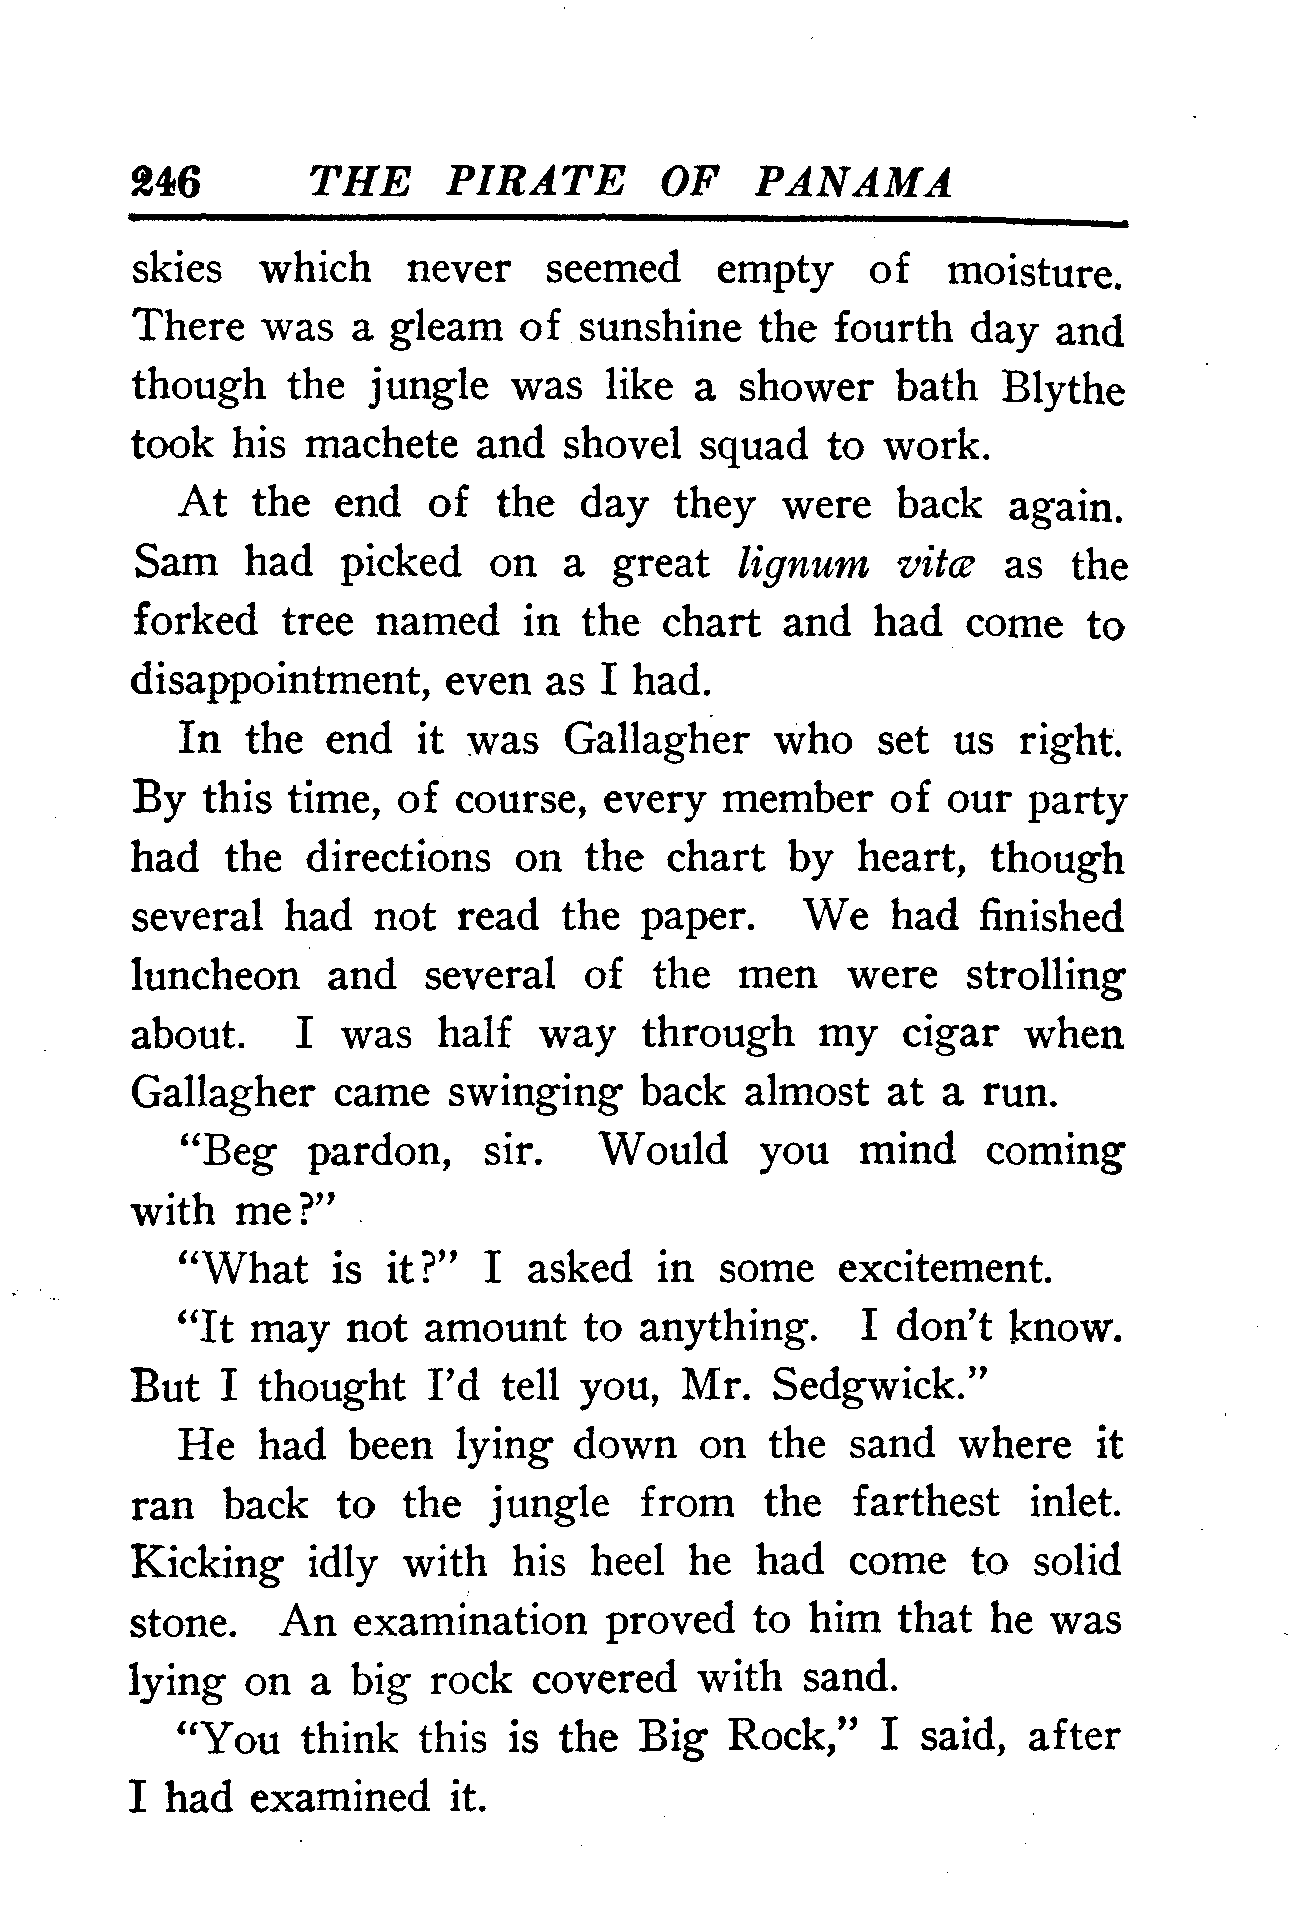 246 THE PIRATE OF PANAMA
skies which never seemed empty of moisture.
There was a gleam of sunshine the fourth day and
though the jungle was like a shower bath Blythe
took his machete and shovel squad to work.
At the end of the day they were back again.
Sam had picked on a great lignum vitæ as the
forked tree named in the chart and had come to
disappointment, even as I had.
In the end it was Gallagher who set us right.
By this time, of course, every member of our party
had the directions on the chart by heart, though
several had not read the paper. We had finished
luncheon and several of the men were strolling
about. I was half way through my cigar when
Gallagher came swinging back almost at a run.
“Beg pardon, sir. Would you mind coming
with me?”
“What is it?” I asked in some excitement.
“It may not amount to anything. I don’t know.
But I thought I’d tell you, Mr. Sedgwick.”
He had been lying down on the sand where it
ran back to the jungle from the farthest inlet.
Kicking idly with his heel he had come to solid
stone. An examination proved to him that he was
lying on a big rock covered with sand.
“You think this is the Big Rock,” I said, after
I had examined it.